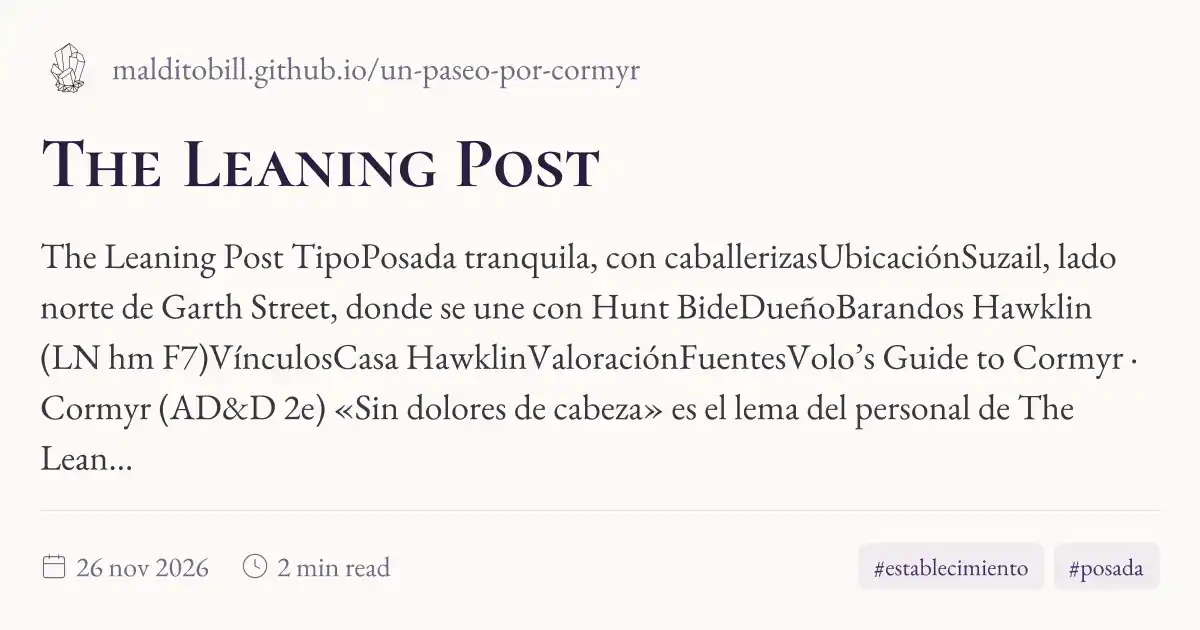 malditobill.github.io/un-paseo-por-cormyr
The Leaning Post
The Leaning Post TipoPosada tranquila, con caballerizasUbicaciónSuzail, lado
norte de Garth Street, donde se une con Hunt BideDueñoBarandos Hawklin
(LN hm F7)VínculosCasa HawklinValoraciónFuentesVolo’s Guide to Cormyr ·
Cormyr (AD&D 2e) «Sin dolores de cabeza» es el lema del personal de The
Lean...
26 nov 2026
2 min read
#establecimiento
#posada